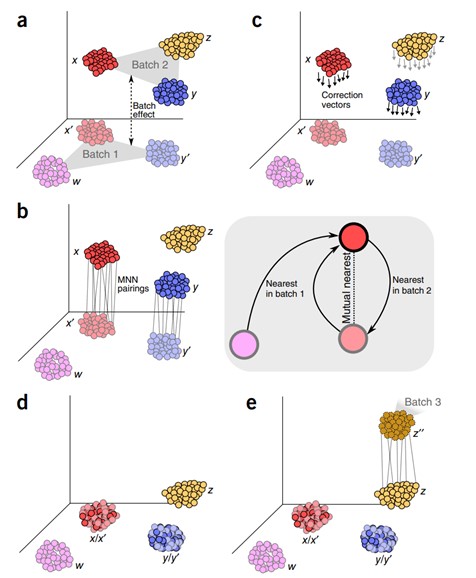 a
z
x
Batch 2
y
Batch
effect
x′
Batch 1
y′
w
c
z
x
y
Correction
vectors
x′
y′
w
b
z
x
MNN
pairings
y
x′
y′
w
Nearest
in batch 1
Mutual nearest
Nearest
in batch 2
d
z
x/x′
y/y′
w
e
Batch 3
z′′
z
x/x′
y/y′
w